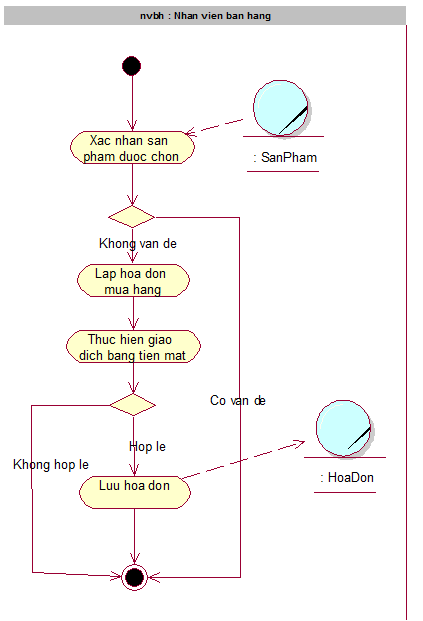 nvbh : Nhan vien ban hang
Xac nhan san
pham duoc chon
: SanPham
Khong van de
Lap hoa don
mua hang
Thuc hien giao
dich bang tien mat
Co van de
Hop le
Khong hop le
: HoaDon
Luu hoa don